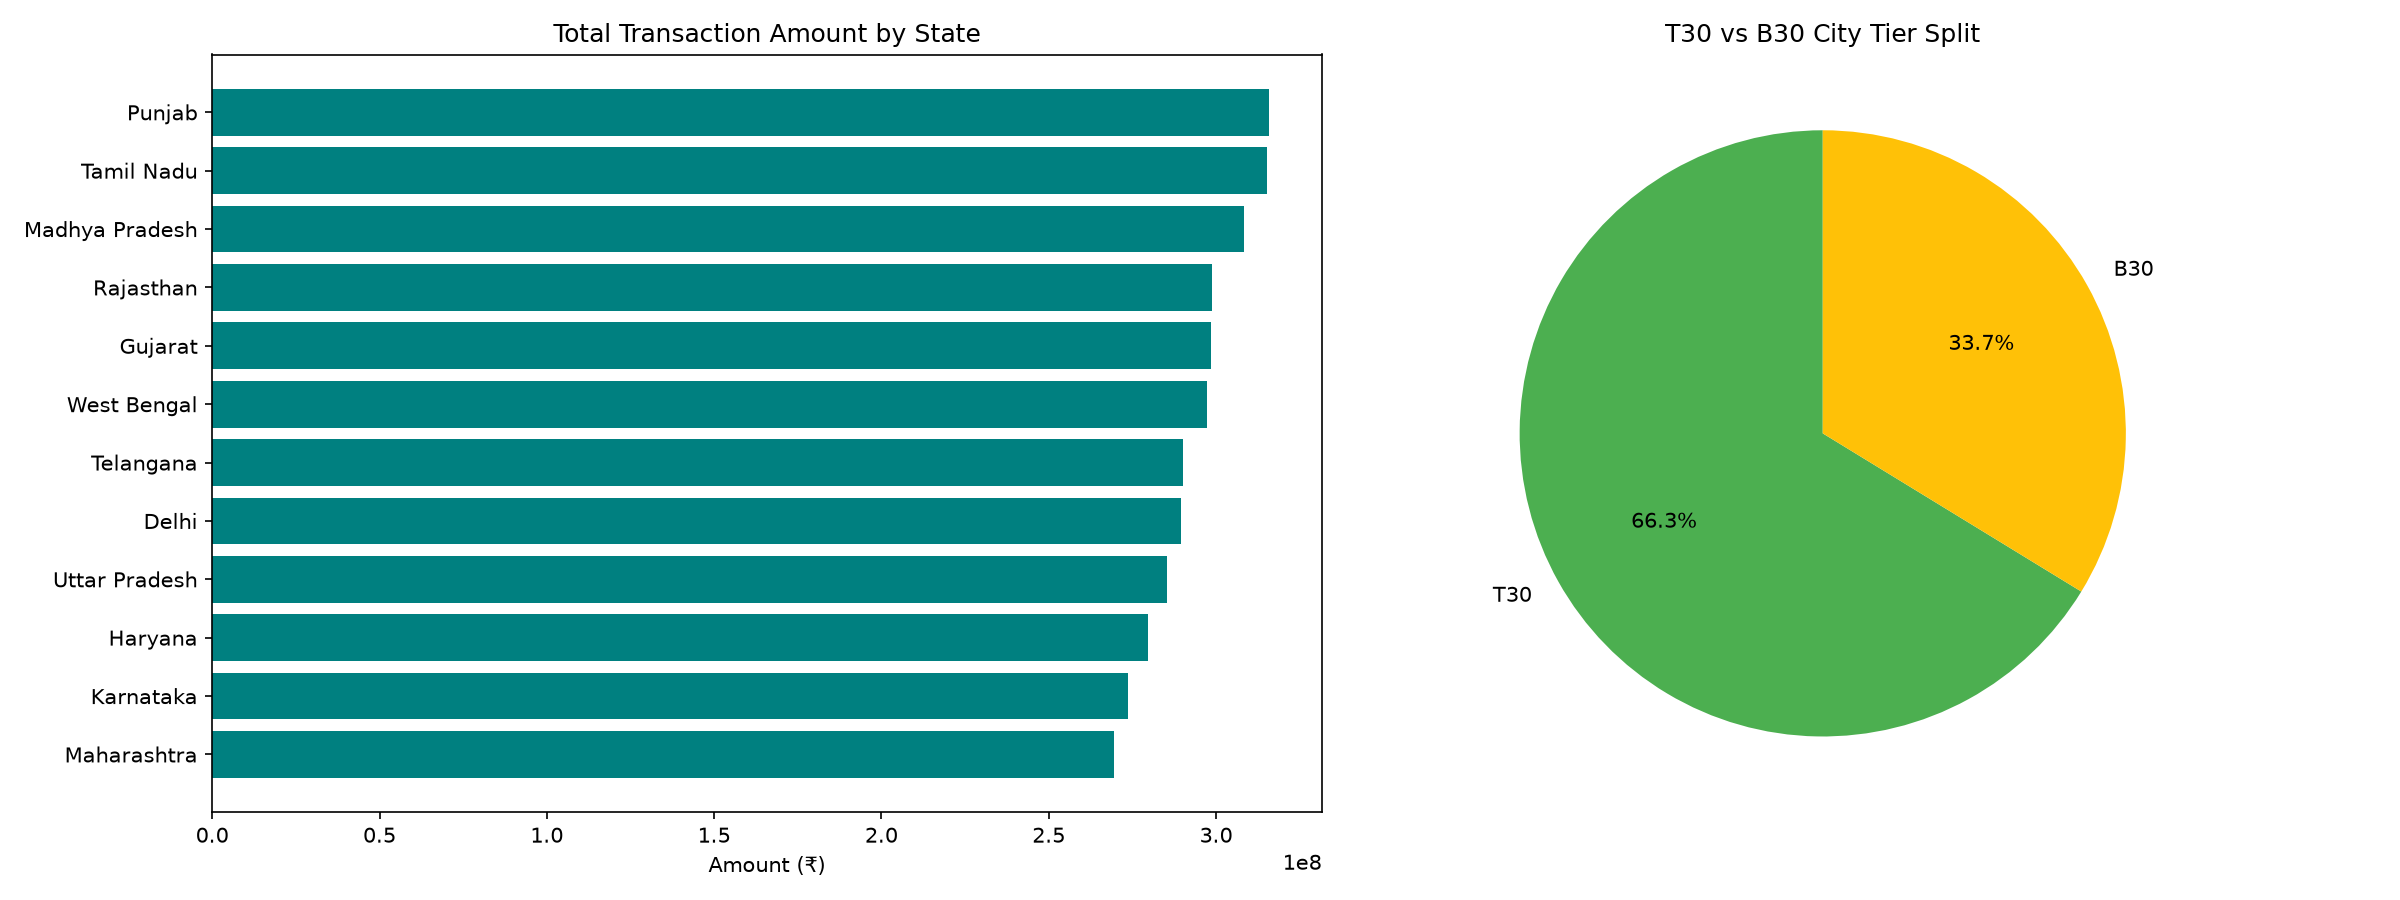 Total Transaction Amount by State
Punjab
Tamil Nadu
Madhya Pradesh
Rajasthan
Gujarat
West Bengal
Telangana
Delhi
Uttar Pradesh
Haryana
Karnataka
Maharashtra
0.0 0.5 1.0 1.5 2.0 2.5 3.0
1e8
Amount (₹)
T30 vs B30 City Tier Split
B30
33.7%
66.3%
T30